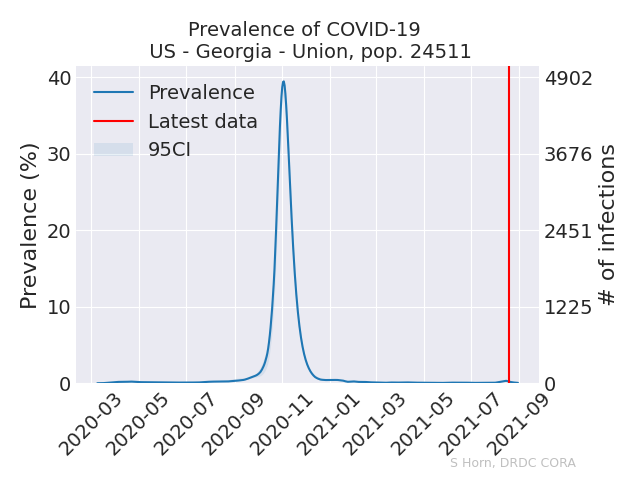 Prevalence of COVID-19
US - Georgia - Union, pop. 24511
Prevalence
Latest data
95CI
Prevalence (%)
40
30
20
10
0
4902
3676
2451
1225
0
# of infections
2020-03
2020-05
2020-07
2020-09
2020-11
2021-01
2021-03
2021-05
2021-07
2021-09
S Horn, DRDC CORA